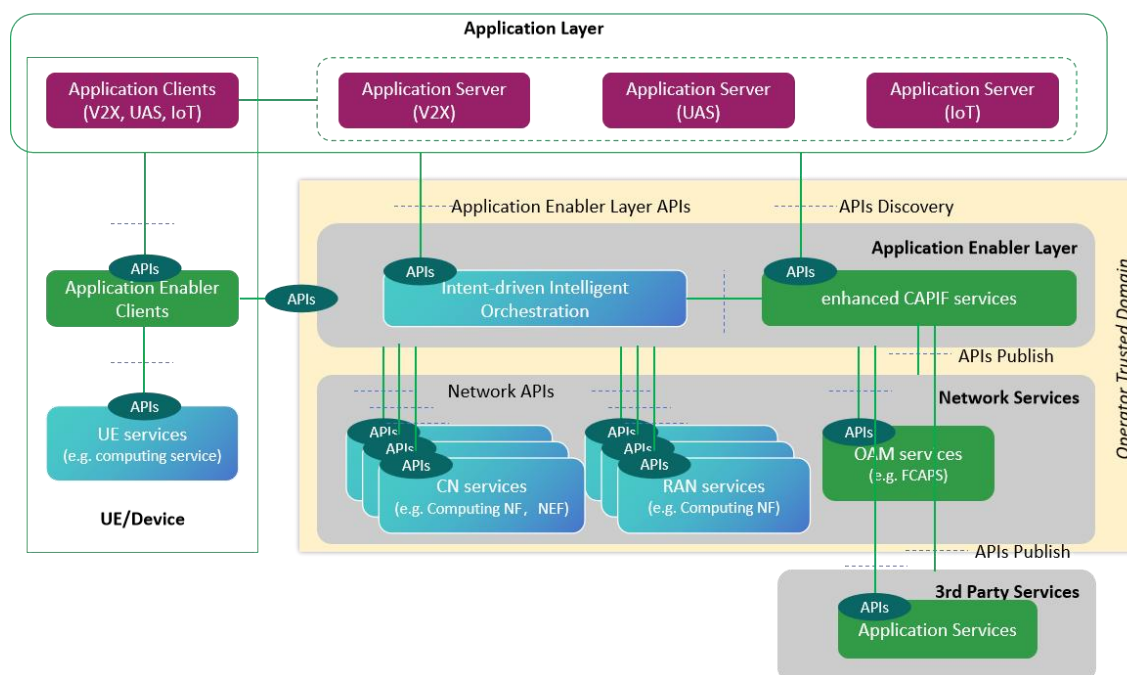 Application Layer
Application Clients
(V2X, UAS, IoT)
Application Server
(V2X)
Application Server
(UAS)
Application Server
(IoT)
Application Enabler Layer APIs
APIs Discovery
Application Enabler Layer
APIs
Application Enabler
Clients
APIs
APIs
Intent-driven Intelligent
Orchestration
APIs
enhanced CAPIF services
Operator Trusted Domain
APIs Publish
Network APIs
Network Services
APIs
UE services
(e.g. computing service)
UE/Device
APIs
APIs
APIs
CN services
(e.g. Computing NF, NEF)
APIs
APIs
APIs
RAN services
(e.g. Computing NF)
APIs
OAM services
(e.g. FCAPS)
APIs Publish
3rd Party Services
APIs
Application Services